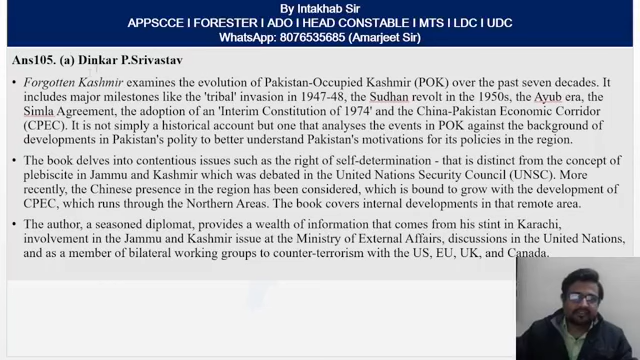 By Intakhab Sir
APPSCCE I FORESTER I ADO I HEAD CONSTABLE I MTS I LDC I UDC
WhatsApp: 8076535685 (Amarjeet Sir)
Ans105. (a) Dinkar P.Srivastav
• Forgotten Kashmir examines the evolution of Pakistan-Occupied Kashmir (POK) over the past seven decades. It
includes major milestones like the 'tribal' invasion in 1947-48, the Sudhan revolt in the 1950s, the Ayub era, the
Simla Agreement, the adoption of an 'Interim Constitution of 1974' and the China-Pakistan Economic Corridor
(CPEC). It is not simply a historical account but one that analyses the events in POK against the background of
developments in Pakistan's polity to better understand Pakistan's motivations for its policies in the region.
• The book delves into contentious issues such as the right of self-determination - that is distinct from the concept of
plebiscite in Jammu and Kashmir which was debated in the United Nations Security Council (UNSC). More
recently, the Chinese presence in the region has been considered, which is bound to grow with the development of
CPEC, which runs through the Northern Areas. The book covers internal developments in that remote area.
• The author, a seasoned diplomat, provides a wealth of information that comes from his stint in Karachi,
involvement in the Jammu and Kashmir issue at the Ministry of External Affairs, discussions in the United Nations,
and as a member of bilateral working groups to counter-terrorism with the US, EU, UK, and Canada.